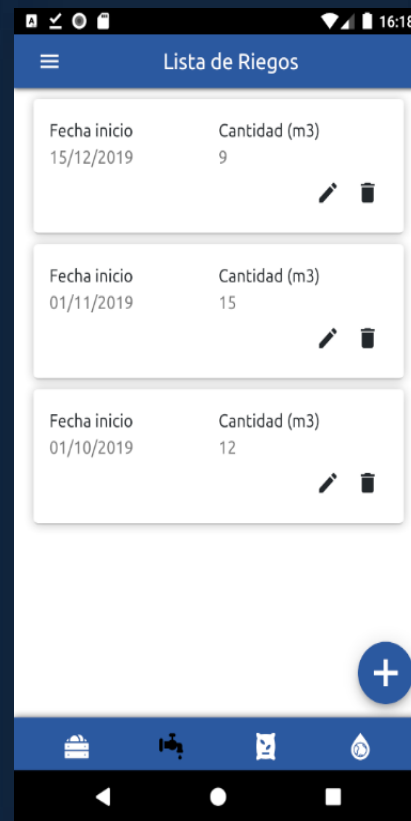 A
16:18
Lista de Riegos
Fecha inicio Cantidad (m3)
15/12/2019 9
Fecha inicio Cantidad (m3)
01/11/2019 15
Fecha inicio Cantidad (m3)
01/10/2019 12